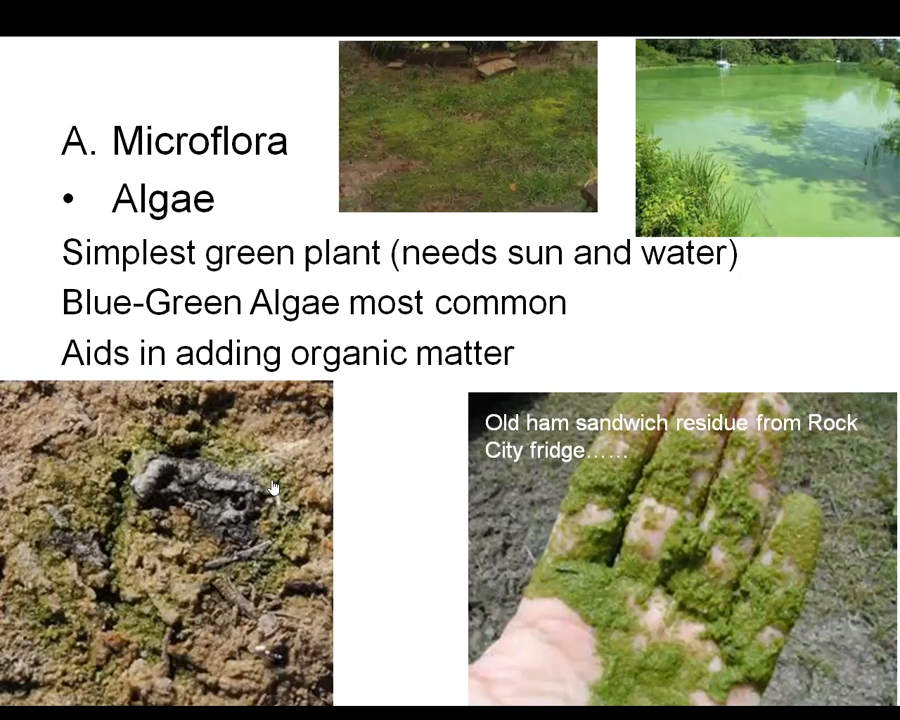 A. Microflora
• Algae
Simplest green plant (needs sun and water)
Blue-Green Algae most common
Aids in adding organic matter
Old ham sandwich residue from Rock
City fridge……